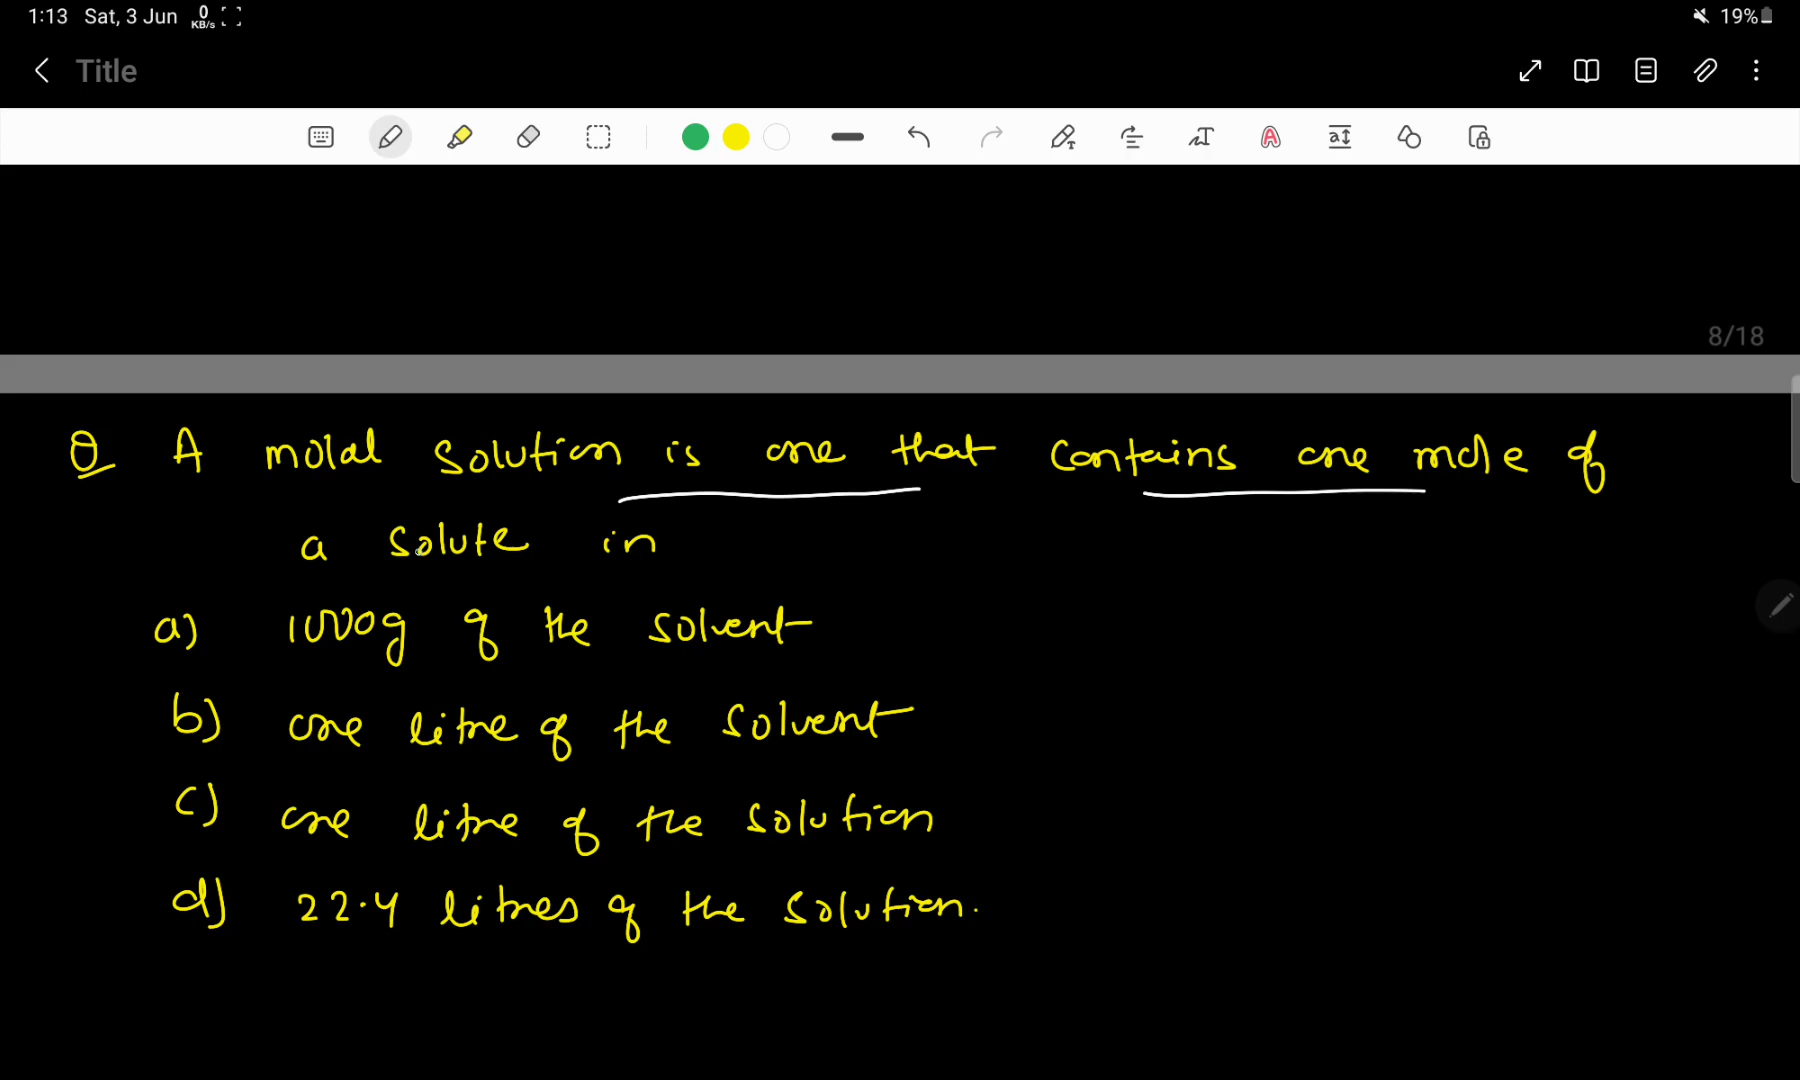 1:13 Sat, 3 Jun 0 KB/s 19%
Title
8/18
Q A molal solution is one that contains one mole of
a solute in
a) 1000g of the solvent
b) one litre of the solvent
c) one litre of the solution
d) 22.4 litres of the solution.